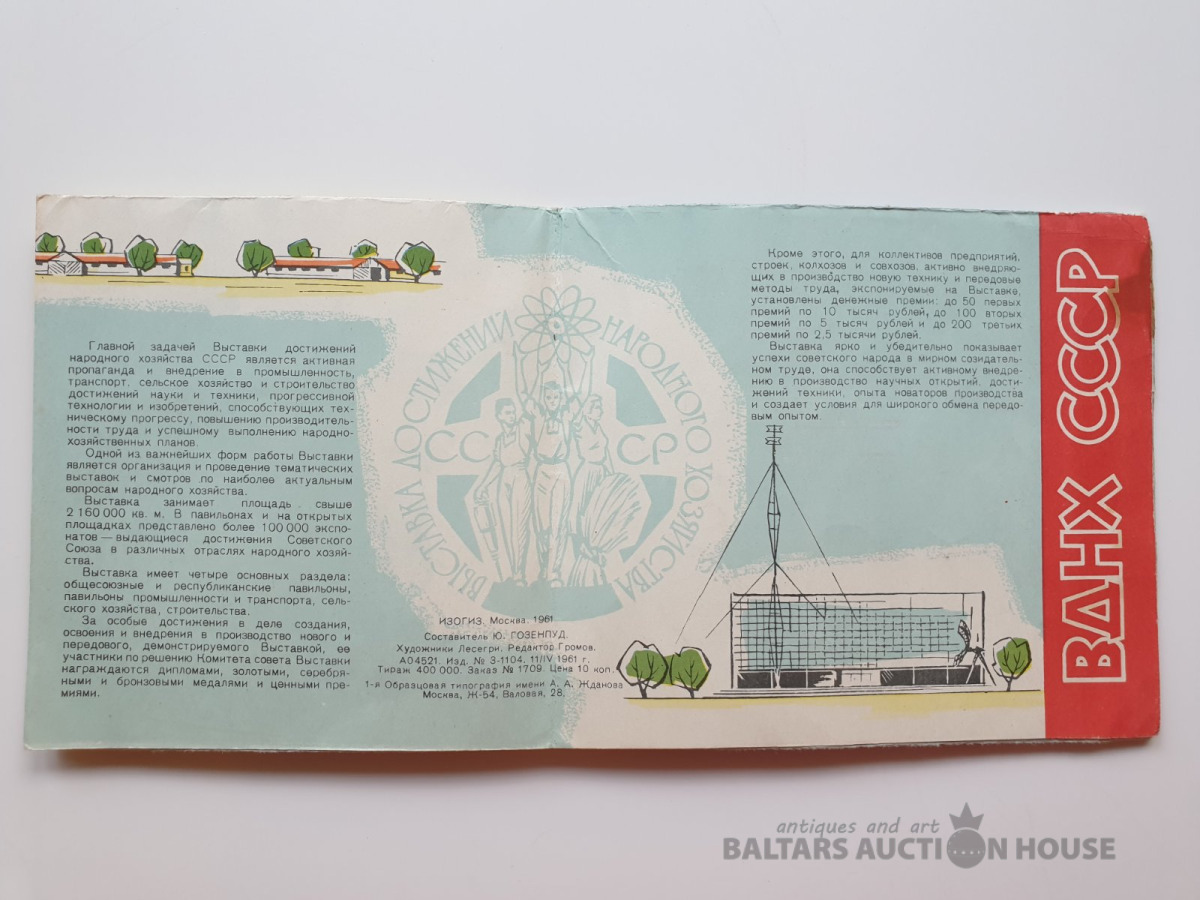 Главной задачей Выставки достижений
народного хозяйства СССР является активная
пропаганда и внедрение в промышленность,
транспорт, сельское хозяйство и строительство
достижений науки и техники, прогрессивной
технологии и изобретений, способствующих тех-
ническому прогрессу, повышению производитель-
ности труда и успешному выполнению народно-
хозяйственных планов.
Одной из важнейших форм работы Выставки
является организация и проведение тематических
выставок и смотров по наиболее актуальным
вопросам народного хозяйства.
Выставка занимает площадь свыше
2 160 000 кв. м. В павильонах и на открытых
площадках представлено более 100 000 экспо-
натов — выдающиеся достижения Советского
Союза в различных отраслях народного хозяй-
ства.
Выставка имеет четыре основных раздела:
общесоюзные и республиканские павильоны,
павильоны промышленности и транспорта, сель-
ского хозяйства, строительства.
За особые достижения в деле создания,
освоения и внедрения в производство нового и
передового, демонстрируемого Выставкой, ее
участники по решению Комитета совета Выставки
награждаются дипломами, золотыми, серебря-
ными и бронзовыми медалями и ценными пре-
миями.
ВЫСТАВКА ДОСТИЖЕНИЙ НАРОДНОГО ХОЗЯЙСТВА
СССР
ИЗОГИЗ. Москва. 1961
Составитель Ю. ГОЗЕНПУД.
Художники Лесегри. Редактор Громов.
А04521. Изд. № 3-1104. 11/IV 1961 г.
Тираж 400 000. Заказ № 1709. Цена 10 коп.
1-я Образцовая типография имени А. А. Жданова
Москва, Ж-54, Валовая, 28.
Кроме этого, для коллективов предприятий,
строек, колхозов и совхозов, активно внедряю-
щих в производство новую технику и передовые
методы труда, экспонируемые на Выставке,
установлены денежные премии: до 50 первых
премий по 10 тысяч рублей, до 100 вторых
премий по 5 тысяч рублей и до 200 третьих
премий по 2,5 тысячи рублей.
Выставка ярко и убедительно показывает
успехи советского народа в мирном созидатель-
ном труде, она способствует активному внедре-
нию в производство научных открытий, дости-
жений техники, опыта новаторов производства
и создает условия для широкого обмена передо-
вым опытом.
ВДНХ СССР
antiques and art
BALTARS AUCTION HOUSE